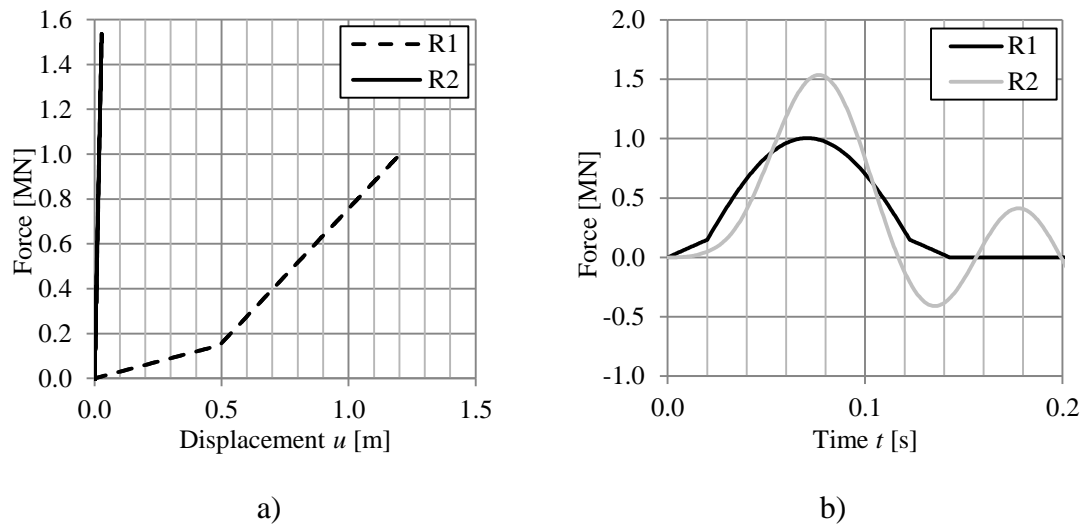 1.6
1.4
1.2
1.0
0.8
0.6
0.4
0.2
0.0
Force [MN]
R1
R2
0.0 0.5 1.0 1.5
Displacement u [m]
a)
2.0
1.5
1.0
0.5
0.0
-0.5
-1.0
Force [MN]
R1
R2
0.0 0.1 0.2
Time t [s]
b)